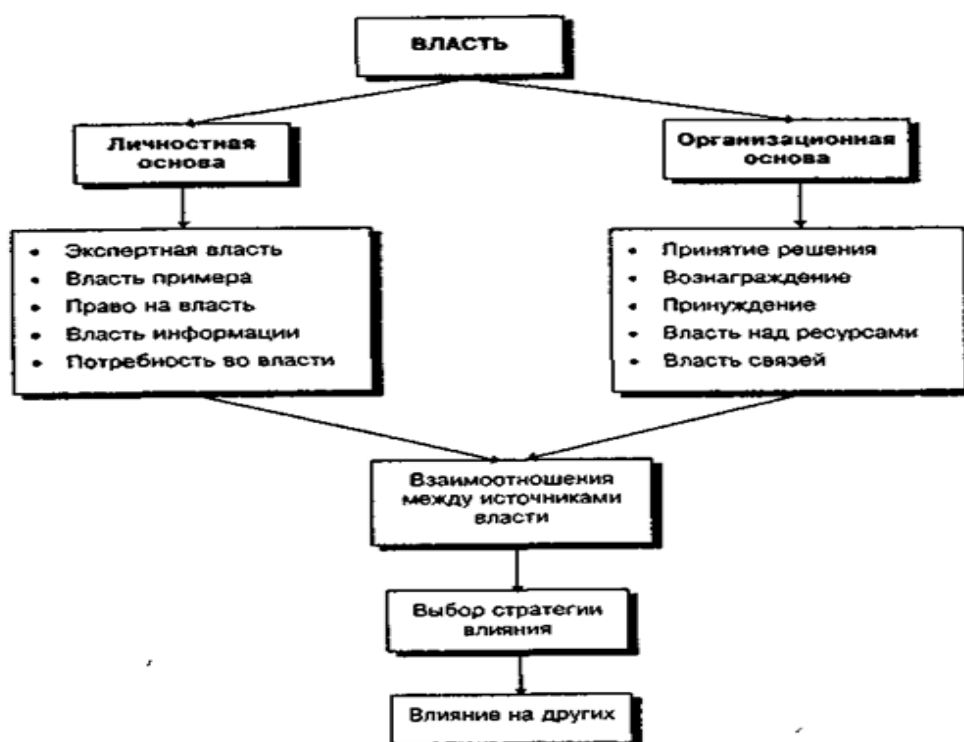 ВЛАСТЬ
Личностная
основа
Организационная
основа
• Экспертная власть
• Власть примера
• Право на власть
• Власть информации
• Потребность во власти
• Принятие решения
• Вознаграждение
• Принуждение
• Власть над ресурсами
• Власть связей
Взаимоотношения
между источниками
власти
Выбор стратегии
влияния
Влияние на других